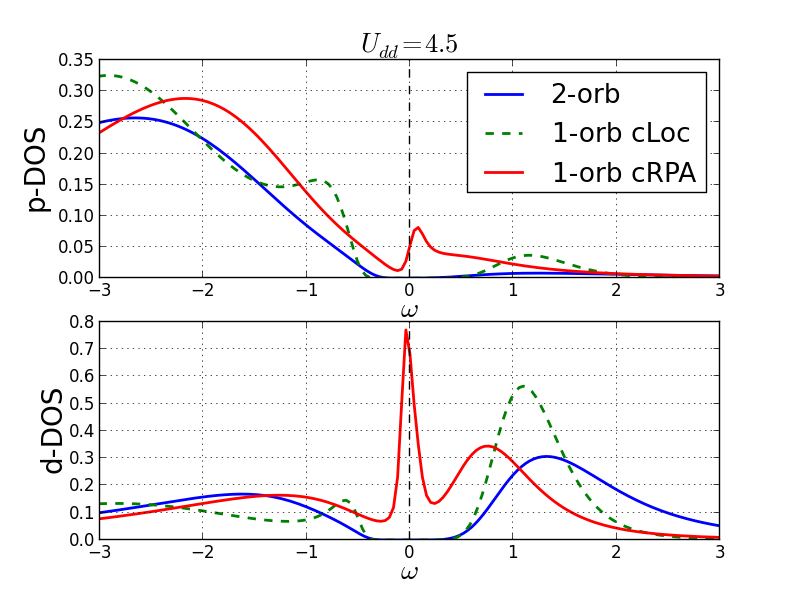 U_dd = 4.5
0.35
0.30
0.25
0.20
0.15
0.10
0.05
0.00
p-DOS
2-orb
1-orb cLoc
1-orb cRPA
−3 −2 −1 0 1 2 3
ω
0.8
0.7
0.6
0.5
0.4
0.3
0.2
0.1
0.0
d-DOS
−3 −2 −1 0 1 2 3
ω